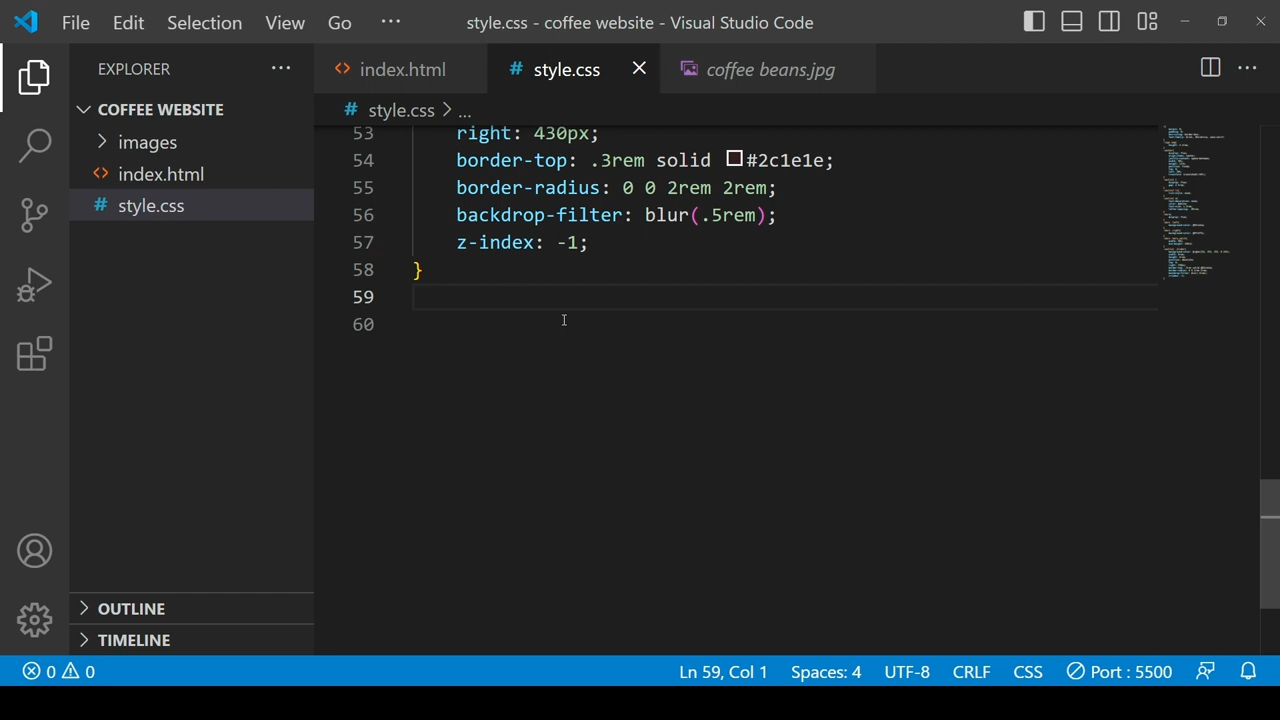 File Edit Selection View Go ···
style.css - coffee website - Visual Studio Code
EXPLORER ···
COFFEE WEBSITE
images
index.html
style.css
OUTLINE
TIMELINE
index.html
style.css
coffee beans.jpg
style.css > ...
53 right: 430px;
54 border-top: .3rem solid #2c1e1e;
55 border-radius: 0 0 2rem 2rem;
56 backdrop-filter: blur(.5rem);
57 z-index: -1;
58 }
59
60
0 0
Ln 59, Col 1 Spaces: 4 UTF-8 CRLF CSS Port : 5500